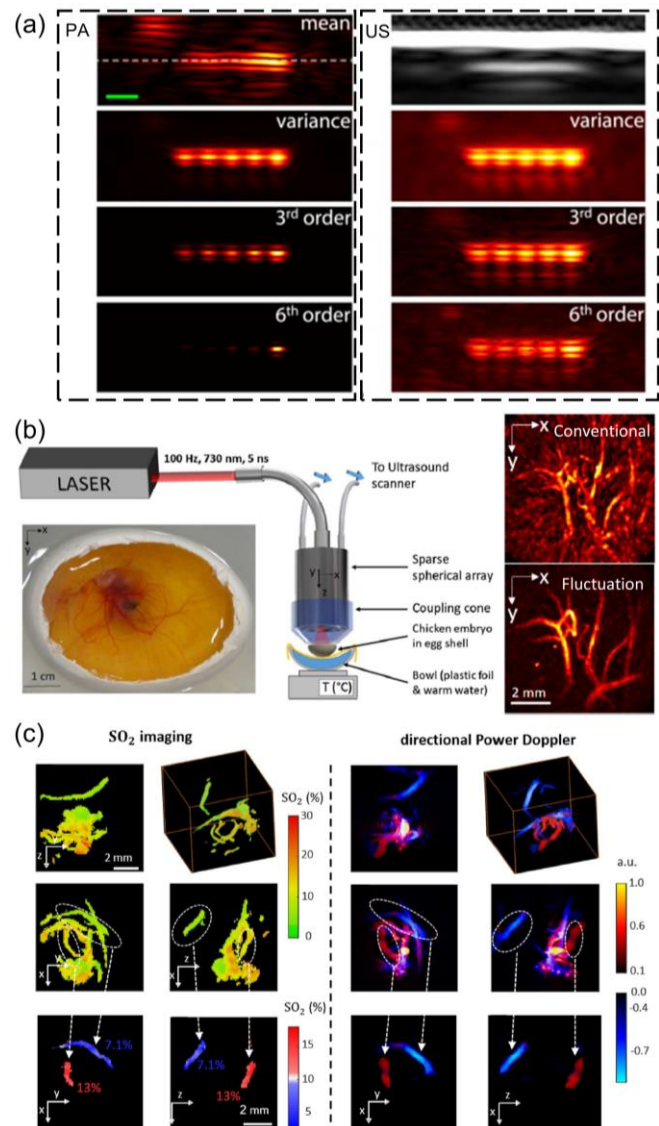 (a)
PA
mean
US
variance
variance
3rd order
3rd order
6th order
6th order
(b)
100 Hz, 730 nm, 5 ns
LASER
To Ultrasound
scanner
Sparse
spherical array
Coupling cone
Chicken embryo
in egg shell
Bowl (plastic foil
& warm water)
T (°C)
y
x
z
x
y
1 cm
x
y
Conventional
x
y
Fluctuation
2 mm
(c)
SO2 imaging
directional Power Doppler
SO2 (%)
30
20
10
0
z
2 mm
a.u.
1.0
0.6
0.1
0.0
-0.4
-0.7
y
x
z
x
y
x
z
x
SO2 (%)
15
10
5
7.1%
13%
7.1%
13%
y
x
z
x
2 mm
y
x
z
x